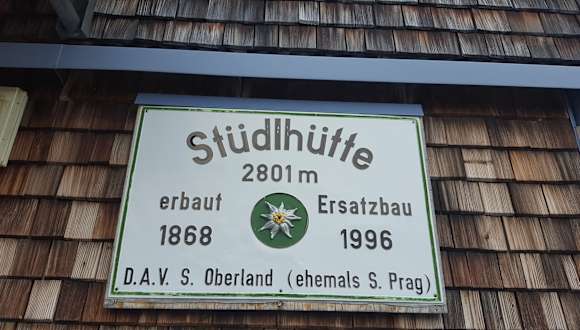 Stüdlhütte
2801 m
erbaut Ersatzbau
1868 1996
D.A.V. S. Oberland (ehemals S. Prag)